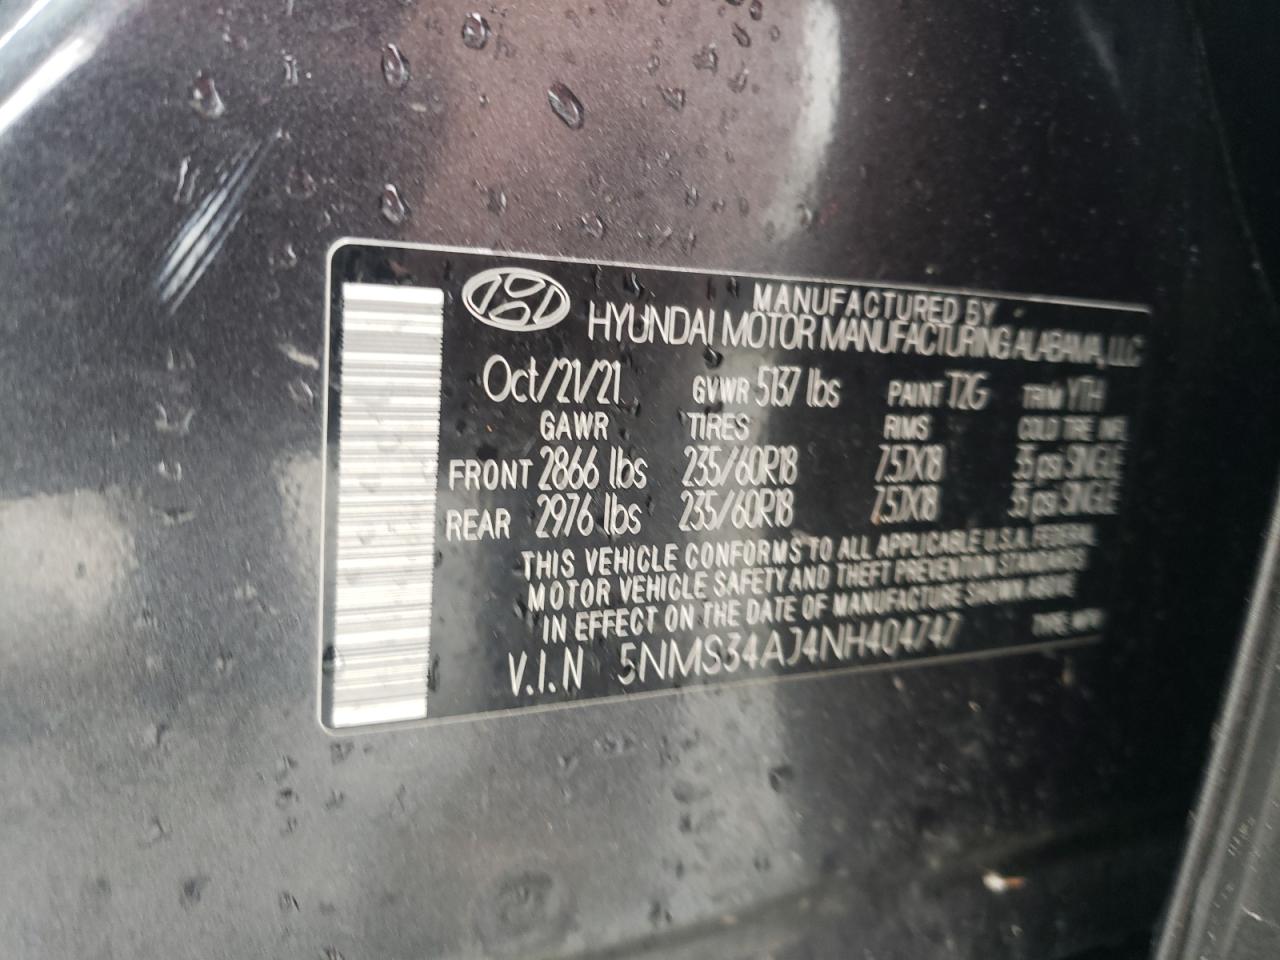 MANUFACTURED BY
HYUNDAI MOTOR MANUFACTURING ALABAMA, LLC
Oct/21/21 GVWR 5137 lbs PAINT T2G TRIM YTH
GAWR TIRES RIMS COLD TIRE INFL
FRONT 2866 lbs 235/60R18 7.5JX18 35 psi SINGLE
REAR 2976 lbs 235/60R18 7.5JX18 35 psi SINGLE
THIS VEHICLE CONFORMS TO ALL APPLICABLE U.S.A. FEDERAL
MOTOR VEHICLE SAFETY AND THEFT PREVENTION STANDARDS
IN EFFECT ON THE DATE OF MANUFACTURE SHOWN ABOVE
V.I.N 5NMS34AJ4NH404747 TYPE MPV